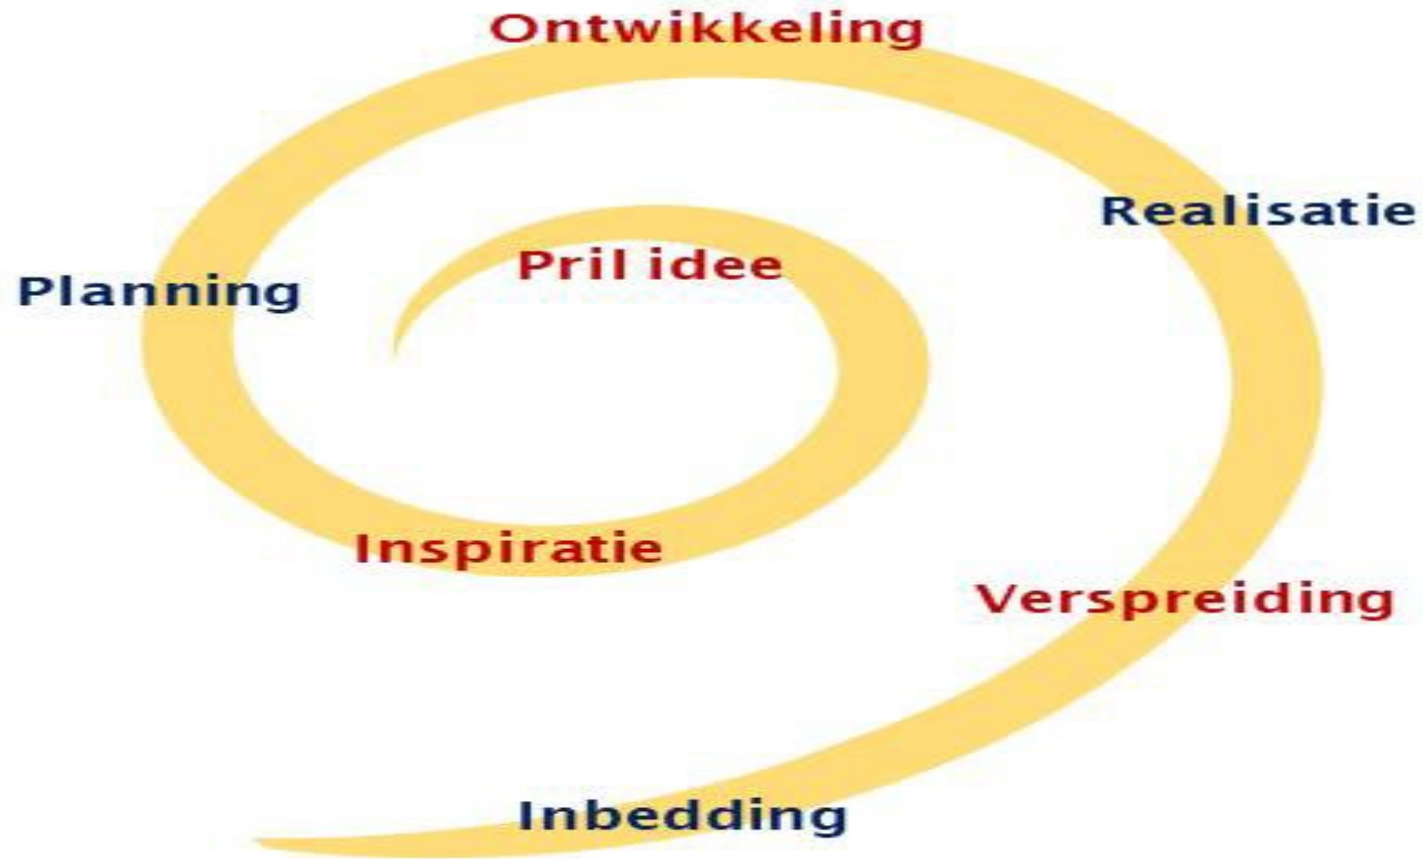 Ontwikkeling
Realisatie
Pril idee
Planning
Inspiratie
Verspreiding
Inbedding